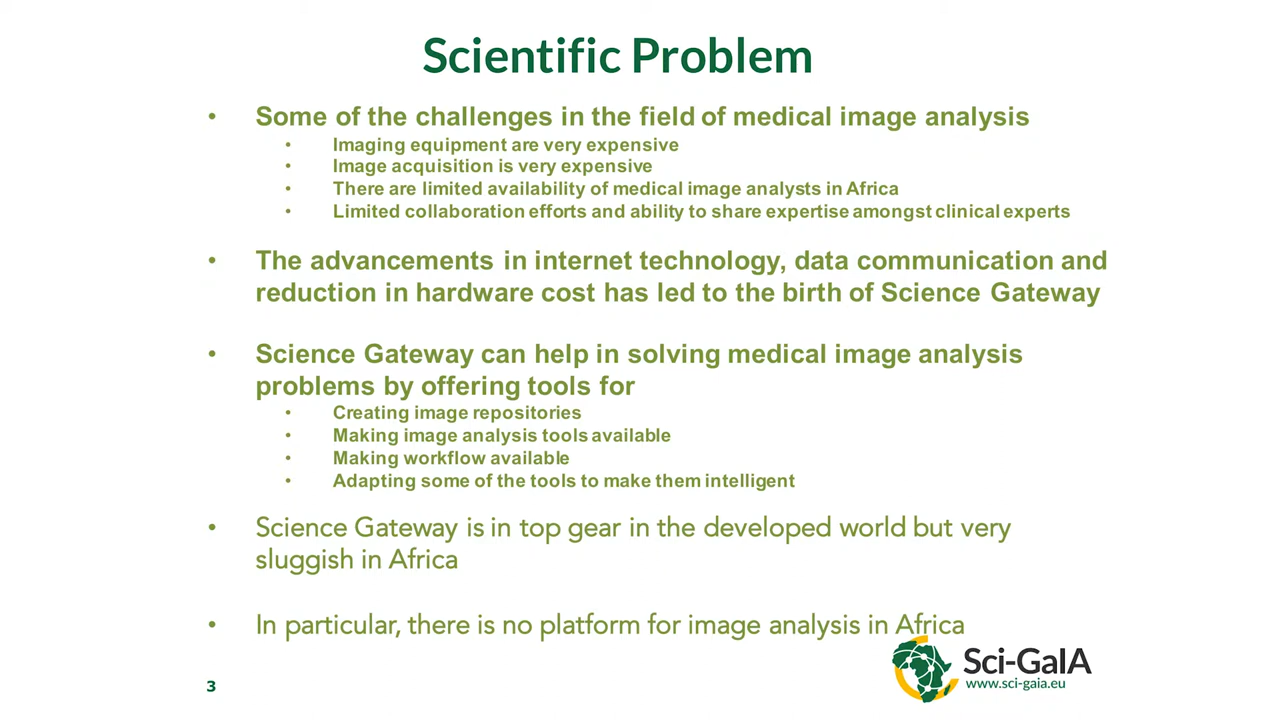 Scientific Problem
• Some of the challenges in the field of medical image analysis
• Imaging equipment are very expensive
• Image acquisition is very expensive
• There are limited availability of medical image analysts in Africa
• Limited collaboration efforts and ability to share expertise amongst clinical experts
• The advancements in internet technology, data communication and
reduction in hardware cost has led to the birth of Science Gateway
• Science Gateway can help in solving medical image analysis
problems by offering tools for
• Creating image repositories
• Making image analysis tools available
• Making workflow available
• Adapting some of the tools to make them intelligent
• Science Gateway is in top gear in the developed world but very
sluggish in Africa
• In particular, there is no platform for image analysis in Africa
Sci-GaIA
www.sci-gaia.eu
3